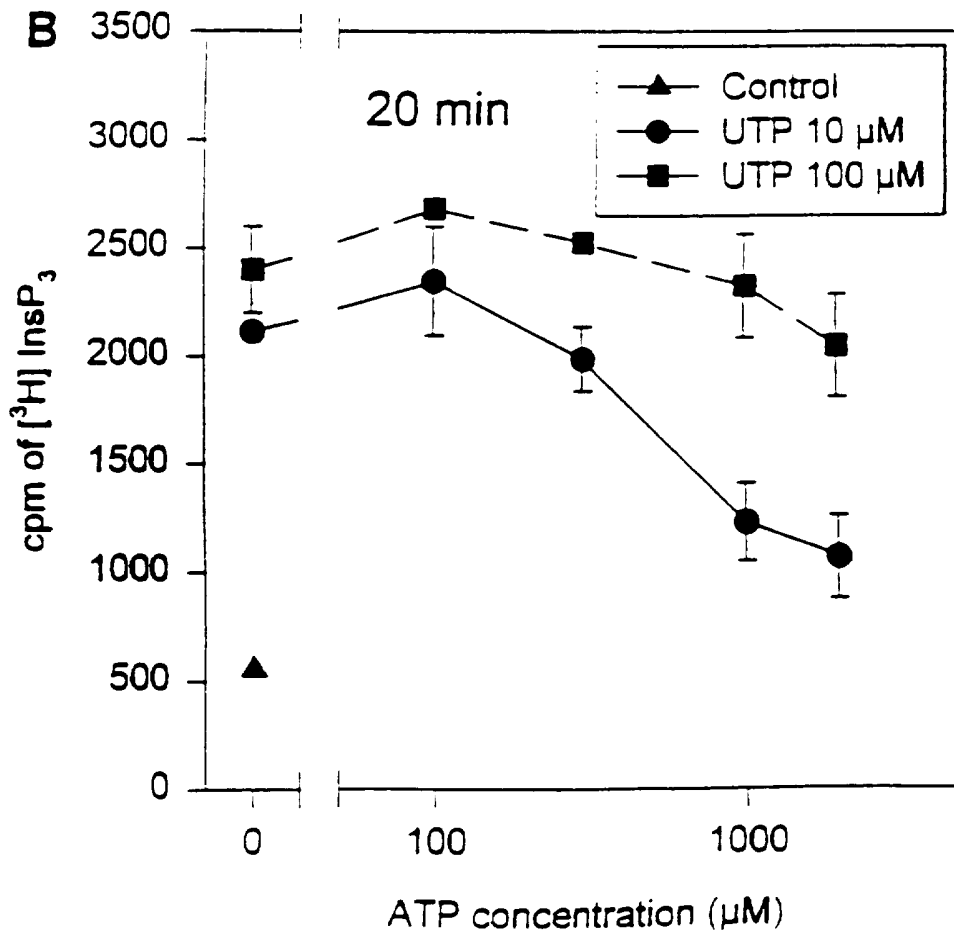 B
3500
3000
2500
2000
1500
1000
500
0
cpm of [³H] InsP₃
20 min
Control
UTP 10 µM
UTP 100 µM
0 100 1000
ATP concentration (µM)